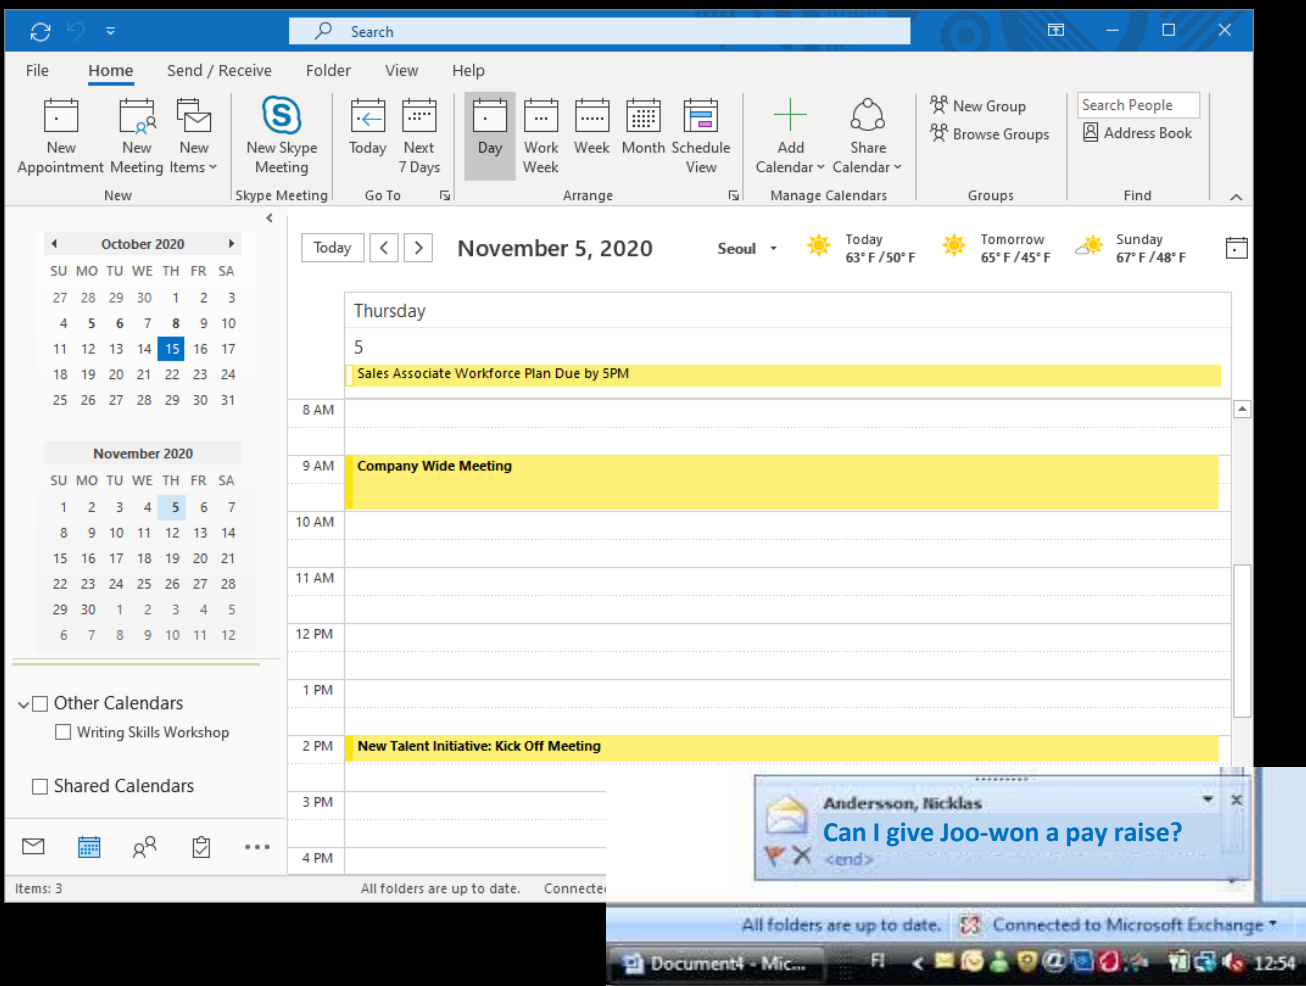 Search
File Home Send / Receive Folder View Help
New Appointment
New Meeting
New Items
New
New Skype Meeting
Skype Meeting
Today
Next 7 Days
Go To
Day
Work Week
Week
Month
Schedule View
Arrange
Add Calendar
Share Calendar
Manage Calendars
New Group
Browse Groups
Groups
Search People
Address Book
Find
October 2020
SU MO TU WE TH FR SA
27 28 29 30 1 2 3
4 5 6 7 8 9 10
11 12 13 14 15 16 17
18 19 20 21 22 23 24
25 26 27 28 29 30 31
November 2020
SU MO TU WE TH FR SA
1 2 3 4 5 6 7
8 9 10 11 12 13 14
15 16 17 18 19 20 21
22 23 24 25 26 27 28
29 30 1 2 3 4 5
6 7 8 9 10 11 12
Other Calendars
Writing Skills Workshop
Shared Calendars
Items: 3
Today
November 5, 2020
Seoul
Today
63° F / 50° F
Tomorrow
65° F / 45° F
Sunday
67° F / 48° F
Thursday
5
Sales Associate Workforce Plan Due by 5PM
8 AM
9 AM Company Wide Meeting
10 AM
11 AM
12 PM
1 PM
2 PM New Talent Initiative: Kick Off Meeting
3 PM
4 PM
All folders are up to date. Connecte
Andersson, Nicklas
Can I give Joo-won a pay raise?
<end>
All folders are up to date. Connected to Microsoft Exchange
Document4 - Mic... FI 12:54